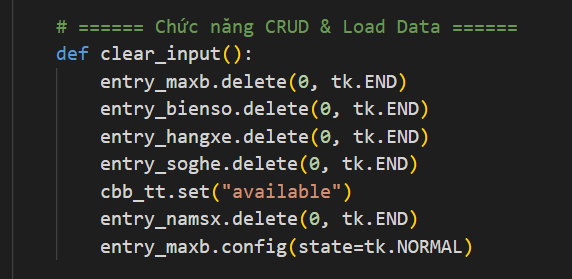 # ====== Chức năng CRUD & Load Data ======
def clear_input():
    entry_maxb.delete(0, tk.END)
    entry_bienso.delete(0, tk.END)
    entry_hangxe.delete(0, tk.END)
    entry_soghe.delete(0, tk.END)
    cbb_tt.set("available")
    entry_namsx.delete(0, tk.END)
    entry_maxb.config(state=tk.NORMAL)